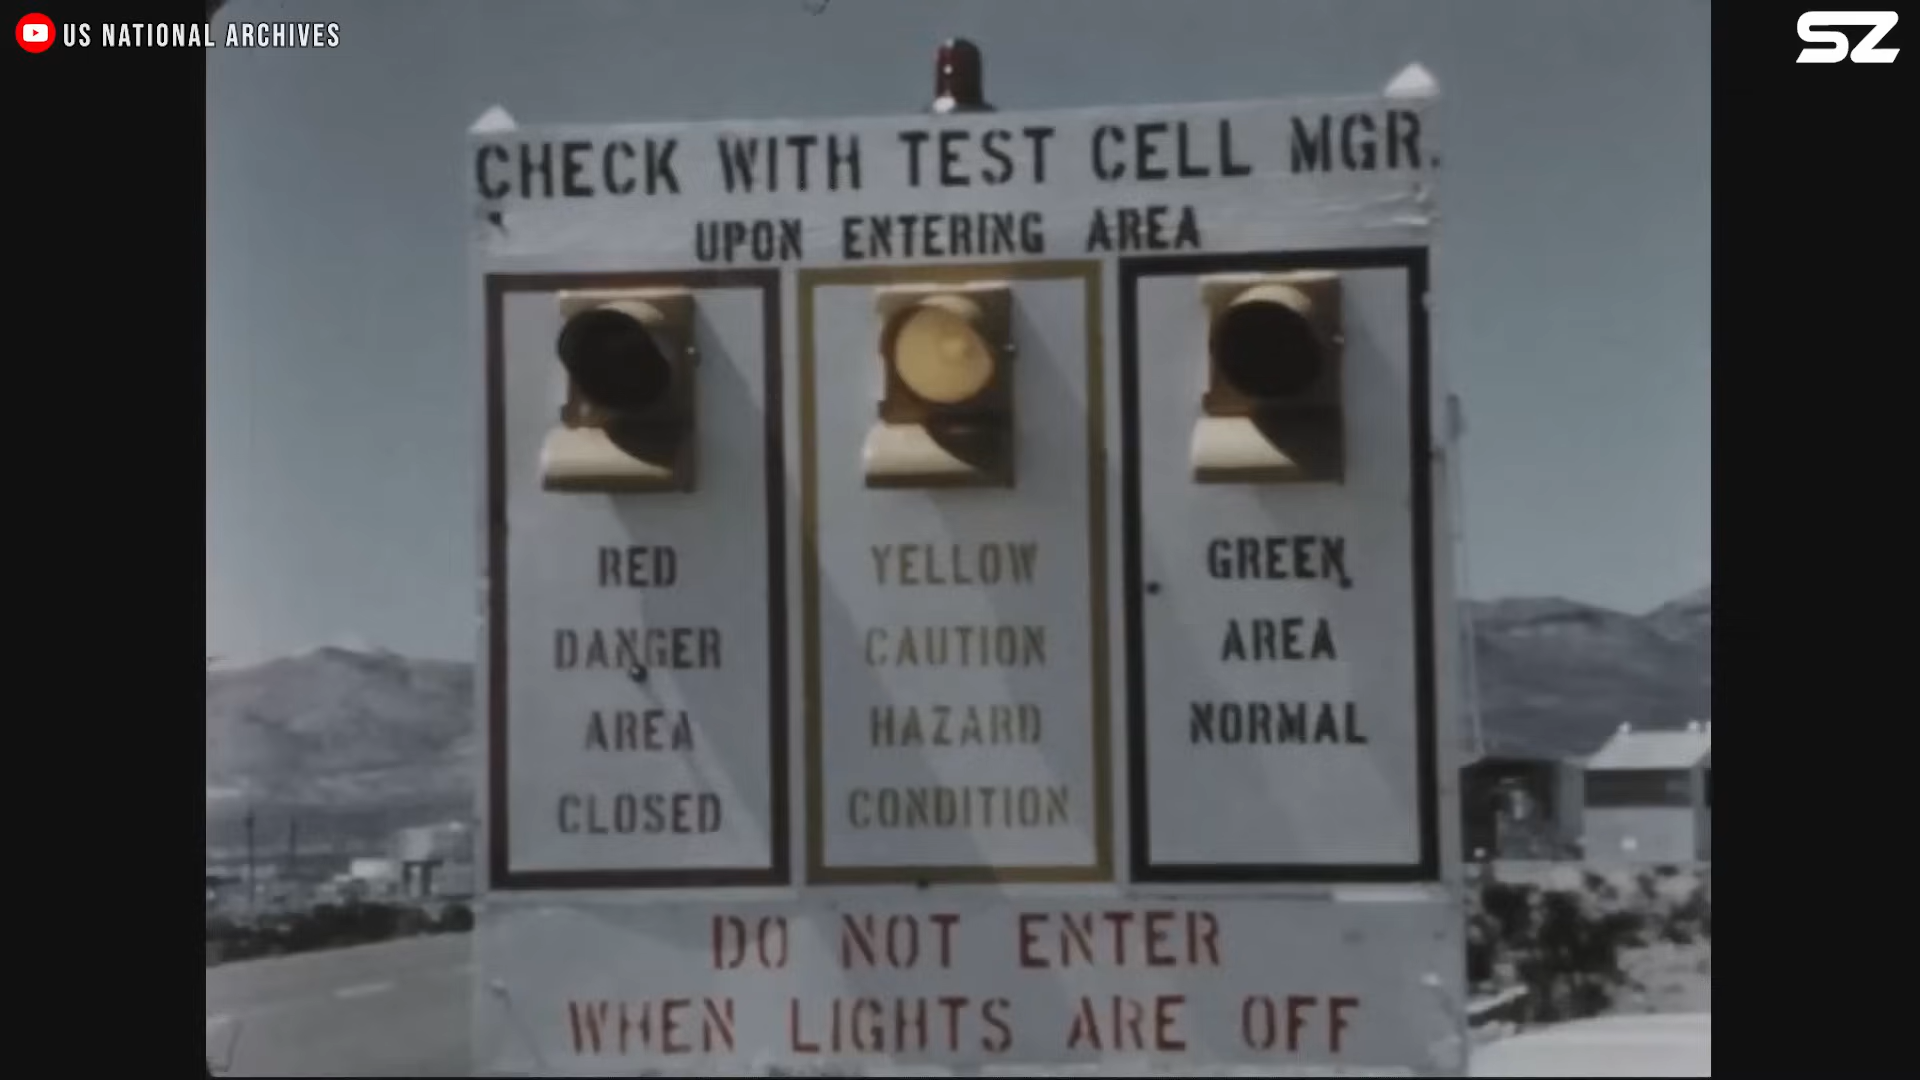 US NATIONAL ARCHIVES
SZ
CHECK WITH TEST CELL MGR.
UPON ENTERING AREA
RED
DANGER
AREA
CLOSED
YELLOW
CAUTION
HAZARD
CONDITION
GREEN
AREA
NORMAL
DO NOT ENTER
WHEN LIGHTS ARE OFF